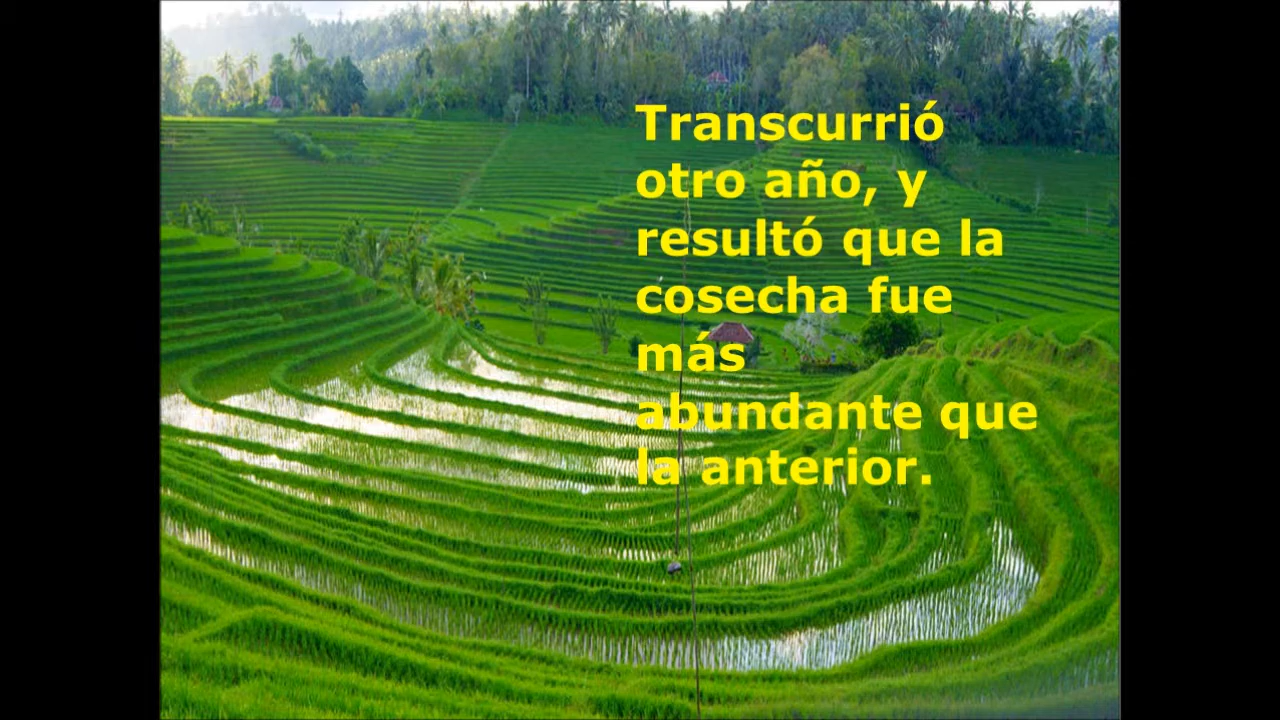 Transcurrió
otro año, y
resultó que la
cosecha fue
más
abundante que
la anterior.